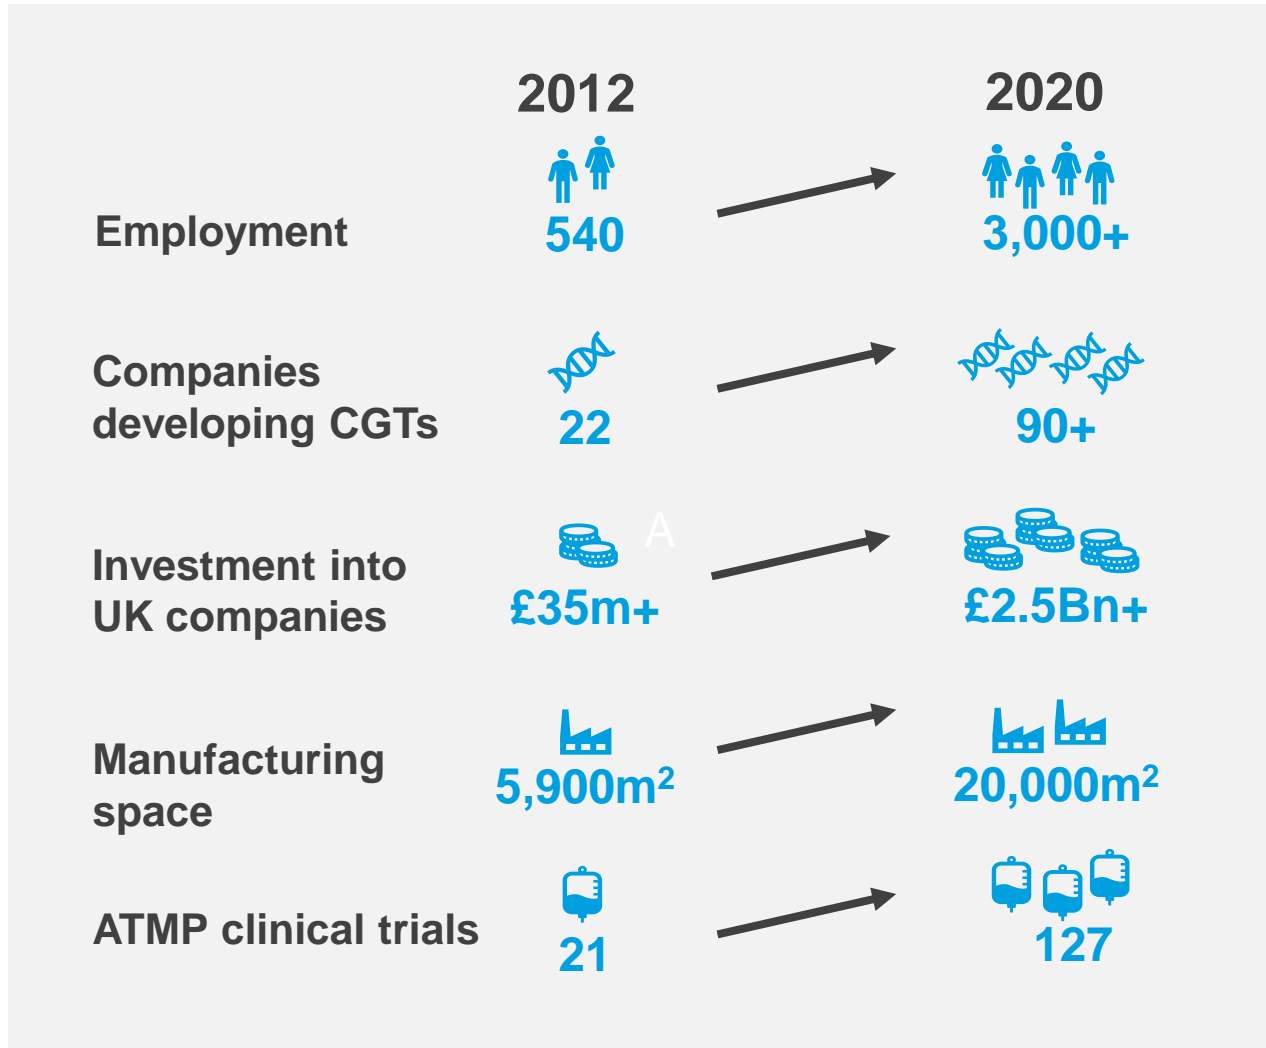 2012 2020
Employment 540 3,000+
Companies
developing CGTs 22 90+
A
Investment into
UK companies £35m+ £2.5Bn+
Manufacturing
space 5,900m² 20,000m²
ATMP clinical trials 21 127